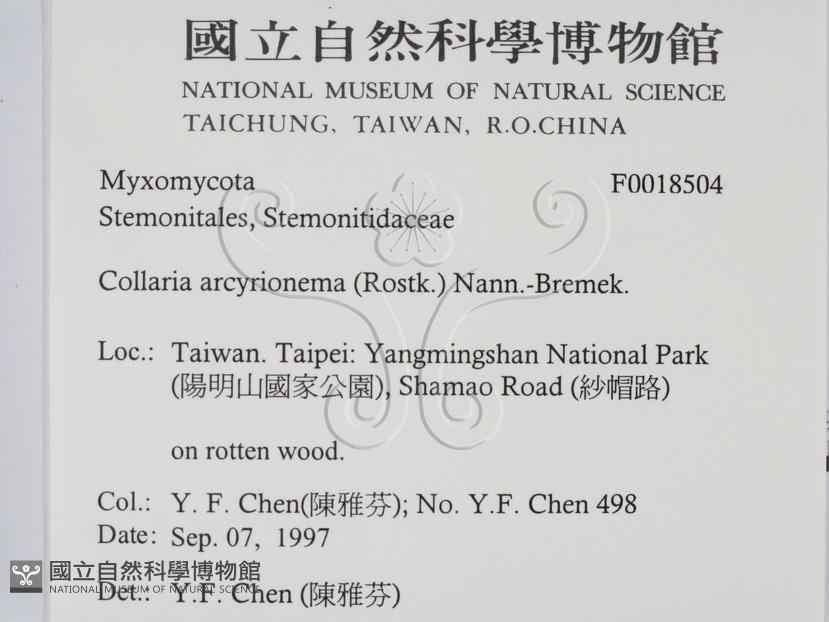 國立自然科學博物館
NATIONAL MUSEUM OF NATURAL SCIENCE
TAICHUNG, TAIWAN, R.O.CHINA
Myxomycota F0018504
Stemonitales, Stemonitidaceae
Collaria arcyrionema (Rostk.) Nann.-Bremek.
Loc.: Taiwan. Taipei: Yangmingshan National Park
(陽明山國家公園), Shamao Road (紗帽路)
on rotten wood.
Col.: Y. F. Chen(陳雅芬); No. Y.F. Chen 498
Date: Sep. 07, 1997
國立自然科學博物館
NATIONAL MUSEUM OF NATURAL SCIENCE
Det.: Y.F. Chen (陳雅芬)